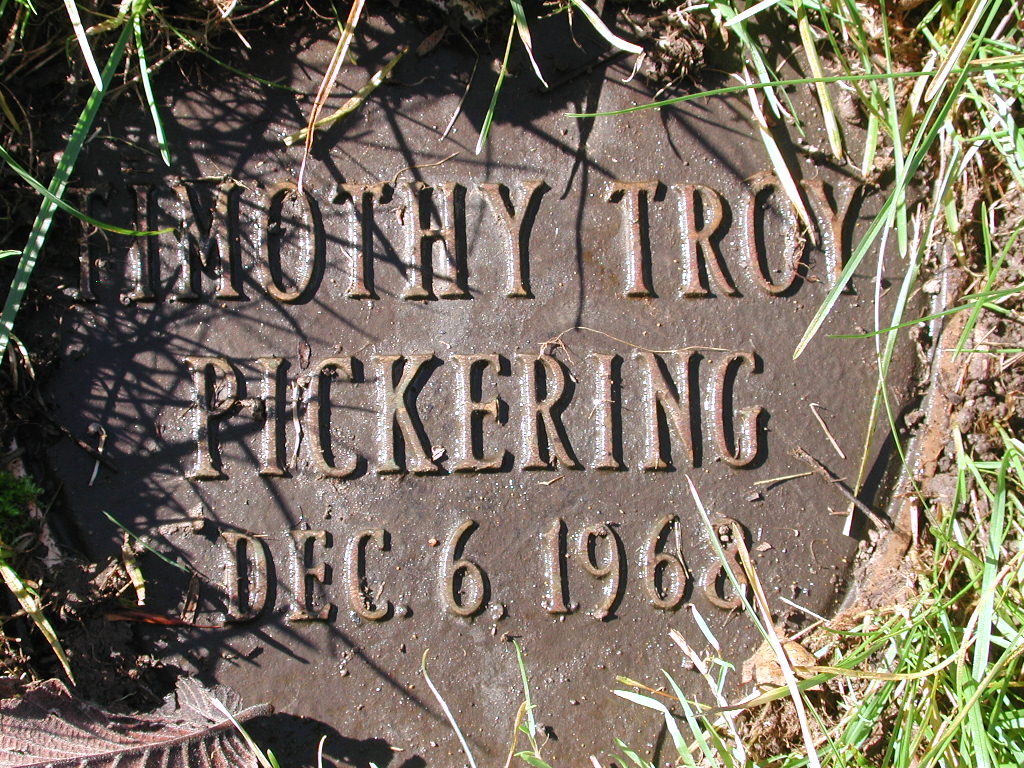 TIMOTHY TROY
PICKERING
DEC. 6 1968